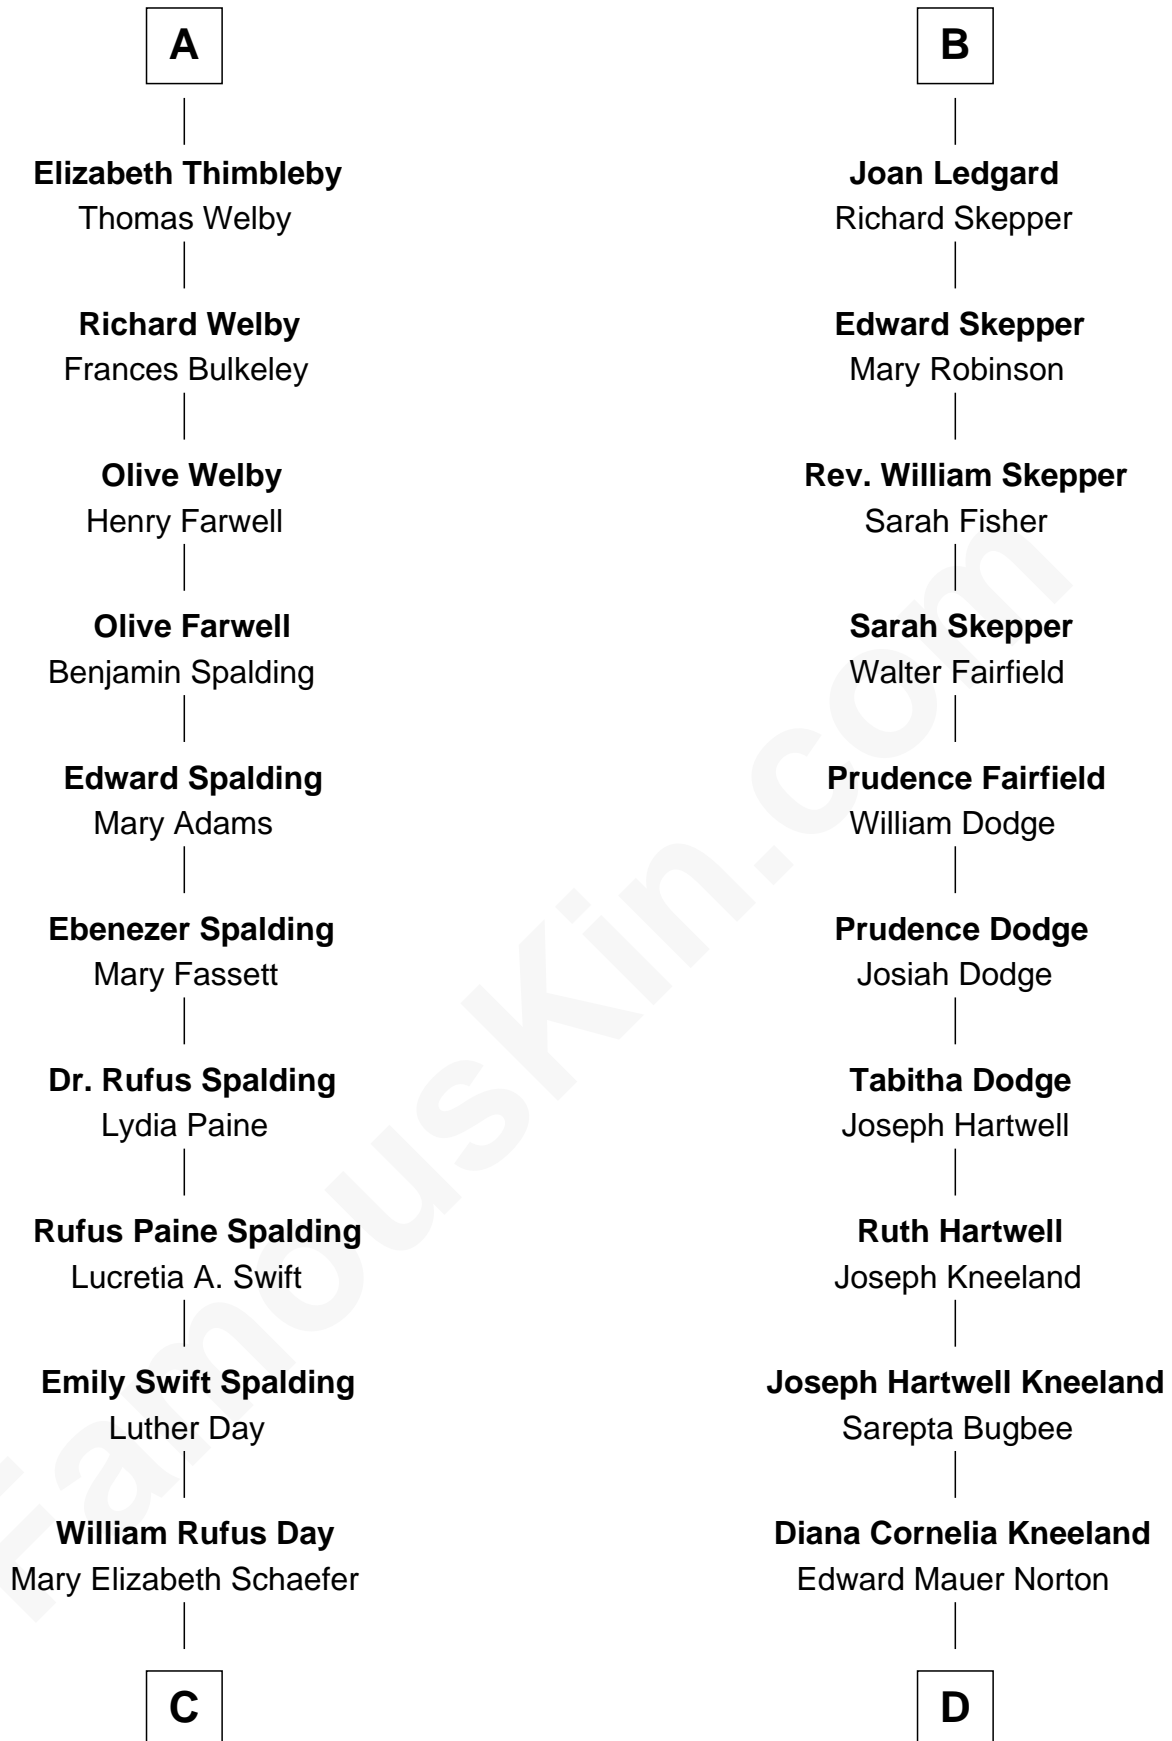 A
Elizabeth Thimbleby
Thomas Welby
Richard Welby
Frances Bulkeley
Olive Welby
Henry Farwell
Olive Farwell
Benjamin Spalding
Edward Spalding
Mary Adams
Ebenezer Spalding
Mary Fassett
Dr. Rufus Spalding
Lydia Paine
Rufus Paine Spalding
Lucretia A. Swift
Emily Swift Spalding
Luther Day
William Rufus Day
Mary Elizabeth Schaefer
C
B
Joan Ledgard
Richard Skepper
Edward Skepper
Mary Robinson
Rev. William Skepper
Sarah Fisher
Sarah Skepper
Walter Fairfield
Prudence Fairfield
William Dodge
Prudence Dodge
Josiah Dodge
Tabitha Dodge
Joseph Hartwell
Ruth Hartwell
Joseph Kneeland
Joseph Hartwell Kneeland
Sarepta Bugbee
Diana Cornelia Kneeland
Edward Mauer Norton
D
FamousKin.com